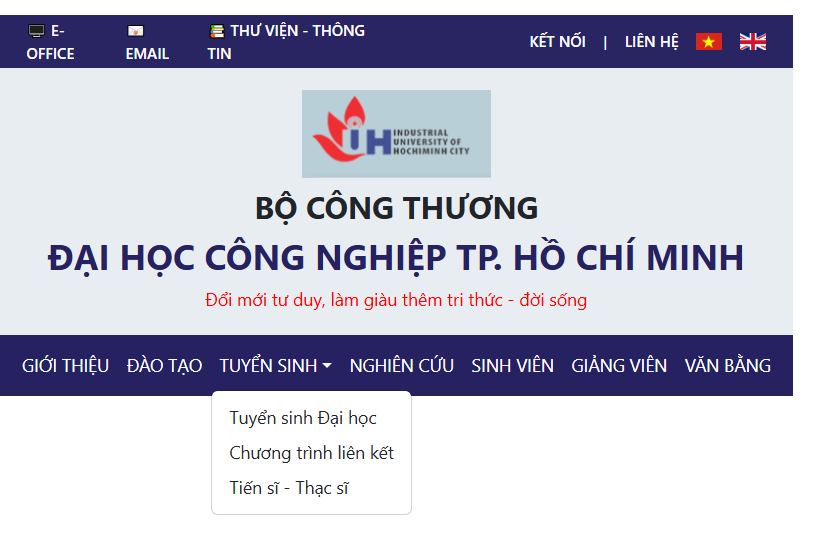 E-
OFFICE
EMAIL
THƯ VIỆN - THÔNG
TIN
KẾT NỐI | LIÊN HỆ
IUH
INDUSTRIAL
UNIVERSITY OF
HOCHIMINH CITY
BỘ CÔNG THƯƠNG
ĐẠI HỌC CÔNG NGHIỆP TP. HỒ CHÍ MINH
Đổi mới tư duy, làm giàu thêm tri thức - đời sống
GIỚI THIỆU ĐÀO TẠO TUYỂN SINH NGHIÊN CỨU SINH VIÊN GIẢNG VIÊN VĂN BẰNG
Tuyển sinh Đại học
Chương trình liên kết
Tiến sĩ - Thạc sĩ